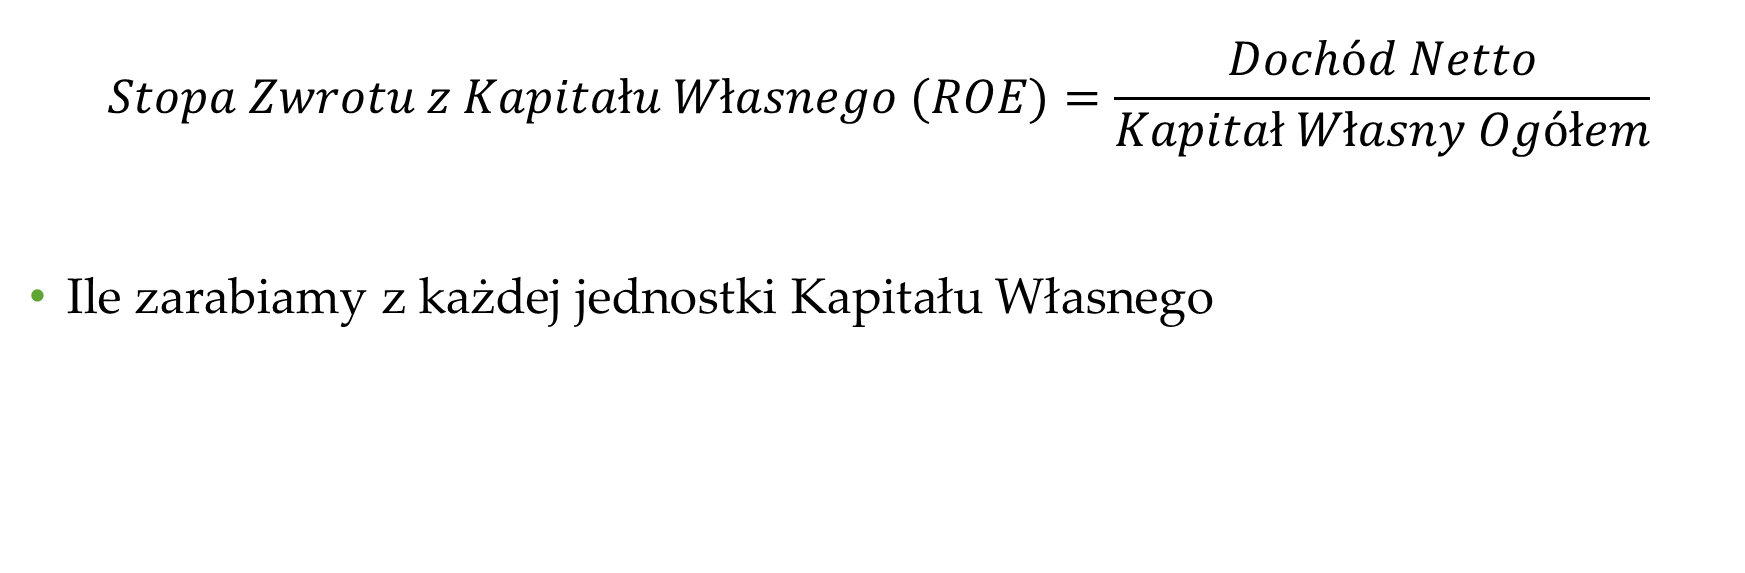 Stopa Zwrotu z Kapitału Własnego (ROE) = Dochód Netto / Kapitał Własny Ogółem
• Ile zarabiamy z każdej jednostki Kapitału Własnego